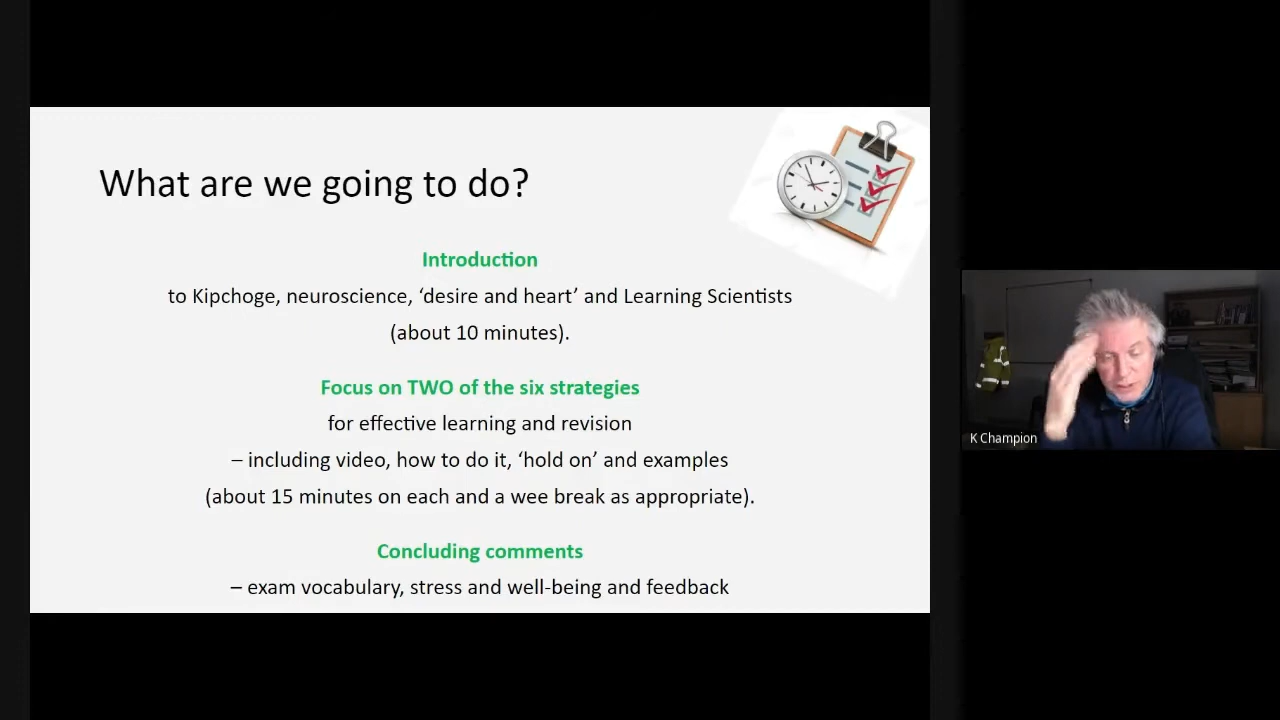 What are we going to do?
Introduction
to Kipchoge, neuroscience, ‘desire and heart’ and Learning Scientists
(about 10 minutes).
Focus on TWO of the six strategies
for effective learning and revision
– including video, how to do it, ‘hold on’ and examples
(about 15 minutes on each and a wee break as appropriate).
Concluding comments
– exam vocabulary, stress and well-being and feedback
K Champion